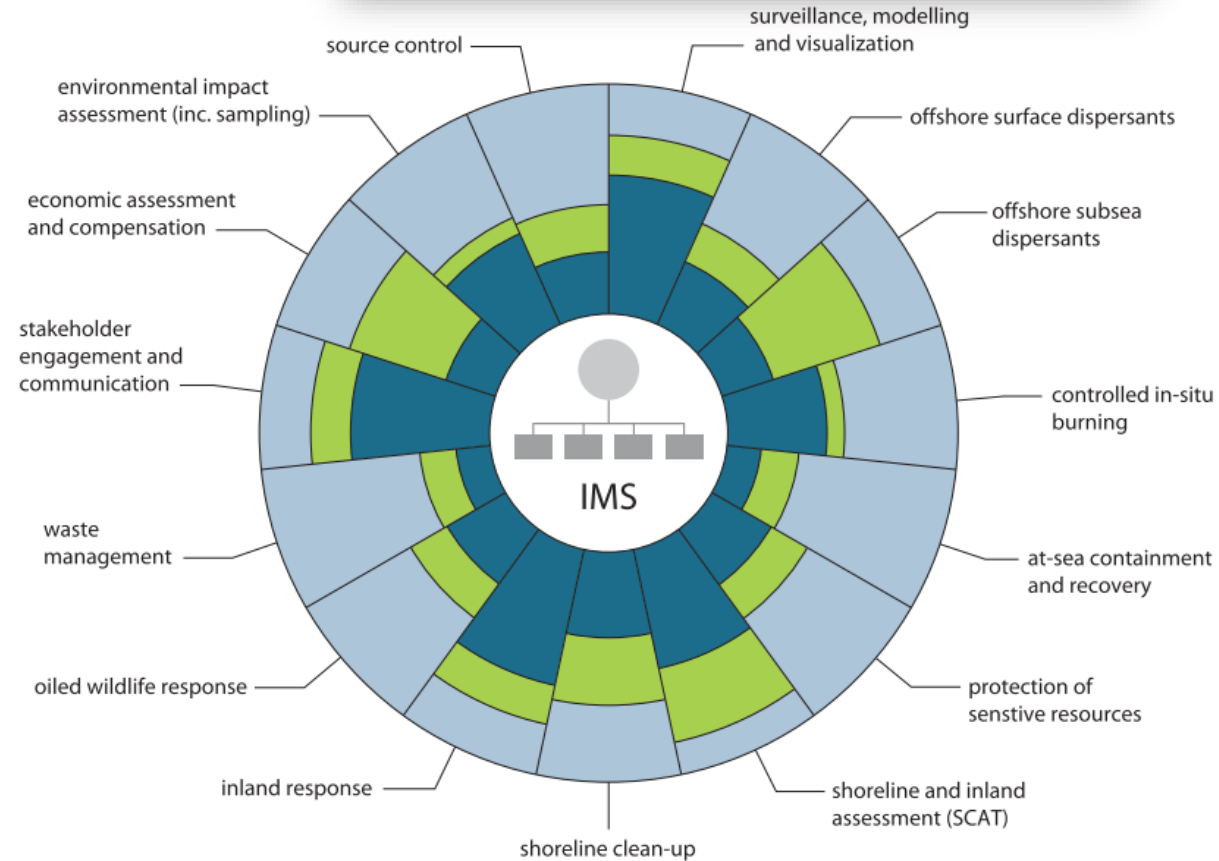 surveillance, modelling
and visualization
source control
environmental impact
assessment (inc. sampling)
offshore surface dispersants
economic assessment
and compensation
offshore subsea
dispersants
stakeholder
engagement and
communication
controlled in-situ
burning
IMS
waste
management
at-sea containment
and recovery
oiled wildlife response
protection of
senstive resources
inland response
shoreline and inland
assessment (SCAT)
shoreline clean-up